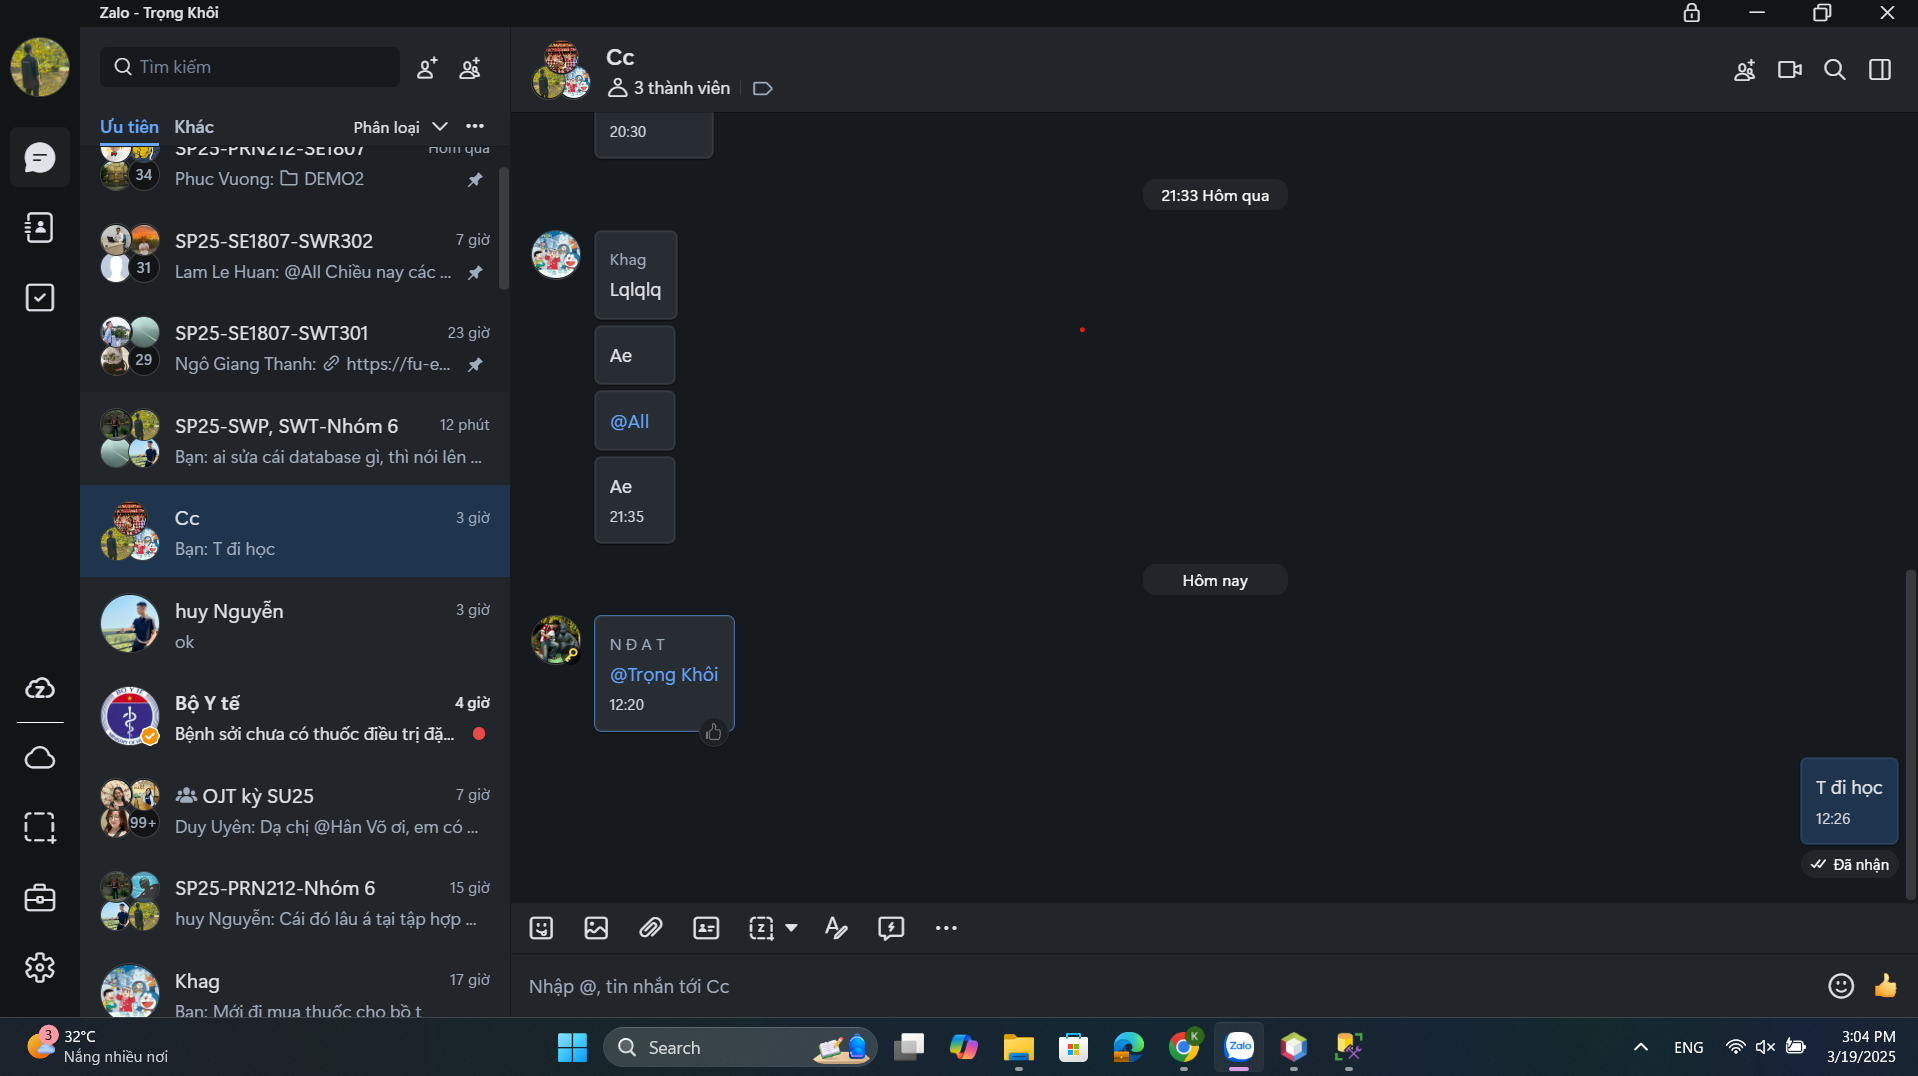 Zalo - Trọng Khôi
Tìm kiếm
Ưu tiên
Khác
Phân loại
SP25-PRN212-SE1807
Hôm qua
34
Phuc Vuong: DEMO2
SP25-SE1807-SWR302
7 giờ
31
Lam Le Huan: @All Chiều nay các ...
SP25-SE1807-SWT301
23 giờ
29
Ngô Giang Thanh: https://fu-e...
SP25-SWP, SWT-Nhóm 6
12 phút
Bạn: ai sửa cái database gì, thì nói lên ...
Cc
3 giờ
Bạn: T đi học
huy Nguyễn
3 giờ
ok
BỘ Y TẾ
Bộ Y tế
4 giờ
Bệnh sởi chưa có thuốc điều trị đặ...
OJT kỳ SU25
7 giờ
99+
Duy Uyên: Dạ chị @Hân Võ ơi, em có ...
SP25-PRN212-Nhóm 6
15 giờ
huy Nguyễn: Cái đó lâu á tại tập hợp ...
Khag
17 giờ
Bạn: Mới đi mua thuốc cho bồ t
Cc
3 thành viên
20:30
21:33 Hôm qua
Khag
Lqlqlq
Ae
@All
Ae
21:35
Hôm nay
N Đ A T
@Trọng Khôi
12:20
T đi học
12:26
Đã nhận
Nhập @, tin nhắn tới Cc
3
32°C
Nắng nhiều nơi
Search
K
Zalo
ENG
3:04 PM
3/19/2025